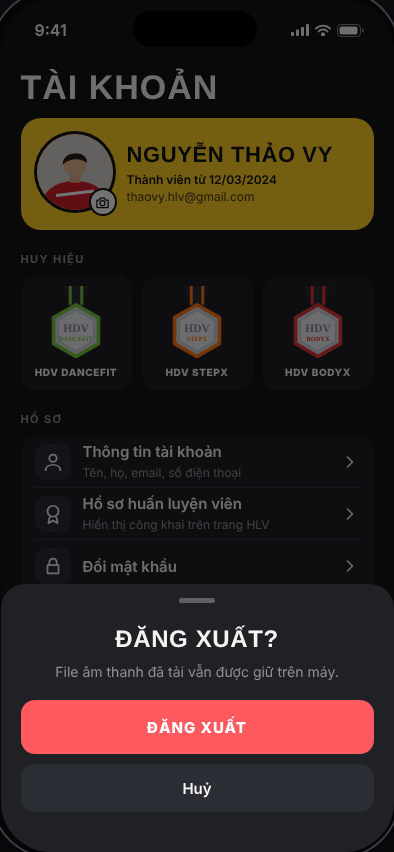 9:41
TÀI KHOẢN
NGUYỄN THẢO VY
Thành viên từ 12/03/2024
thaovy.hlv@gmail.com
HUY HIỆU
HDV
DANCEFIT
HDV
STEPX
HDV
BODYX
HDV DANCEFIT
HDV STEPX
HDV BODYX
HỒ SƠ
Thông tin tài khoản
Tên, họ, email, số điện thoại
Hồ sơ huấn luyện viên
Hiển thị công khai trên trang HLV
Đổi mật khẩu
ĐĂNG XUẤT?
File âm thanh đã tải vẫn được giữ trên máy.
ĐĂNG XUẤT
Huỷ